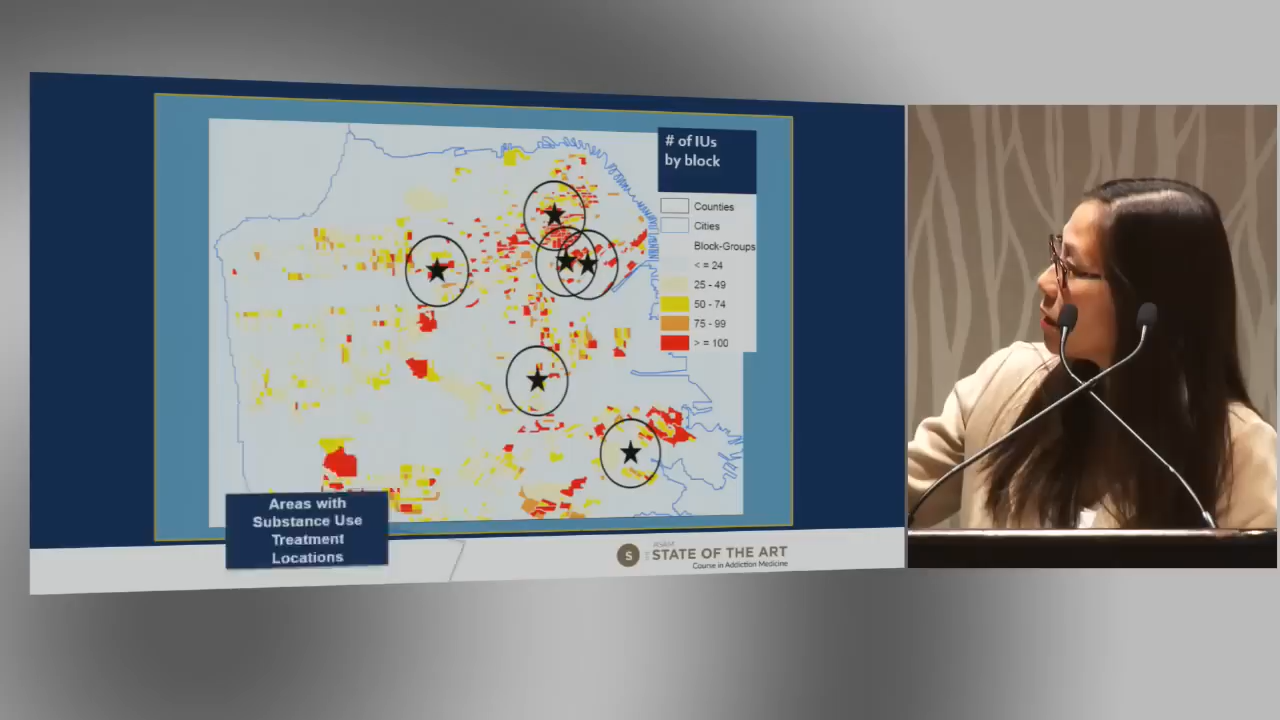 # of IUs
by block
Counties
Cities
Block-Groups
< = 24
25 - 49
50 - 74
75 - 99
> = 100
Areas with
Substance Use
Treatment
Locations
S
STATE OF THE ART
Course in Addiction Medicine